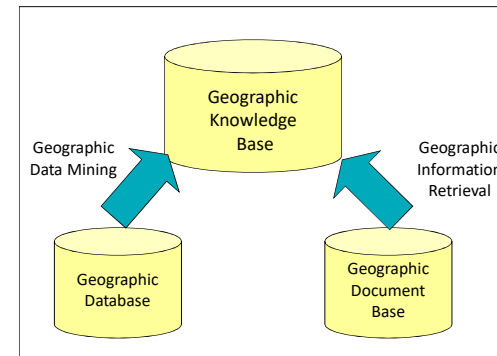 Geographic
Knowledge
Base
Geographic
Data Mining
Geographic
Information
Retrieval
Geographic
Database
Geographic
Document
Base